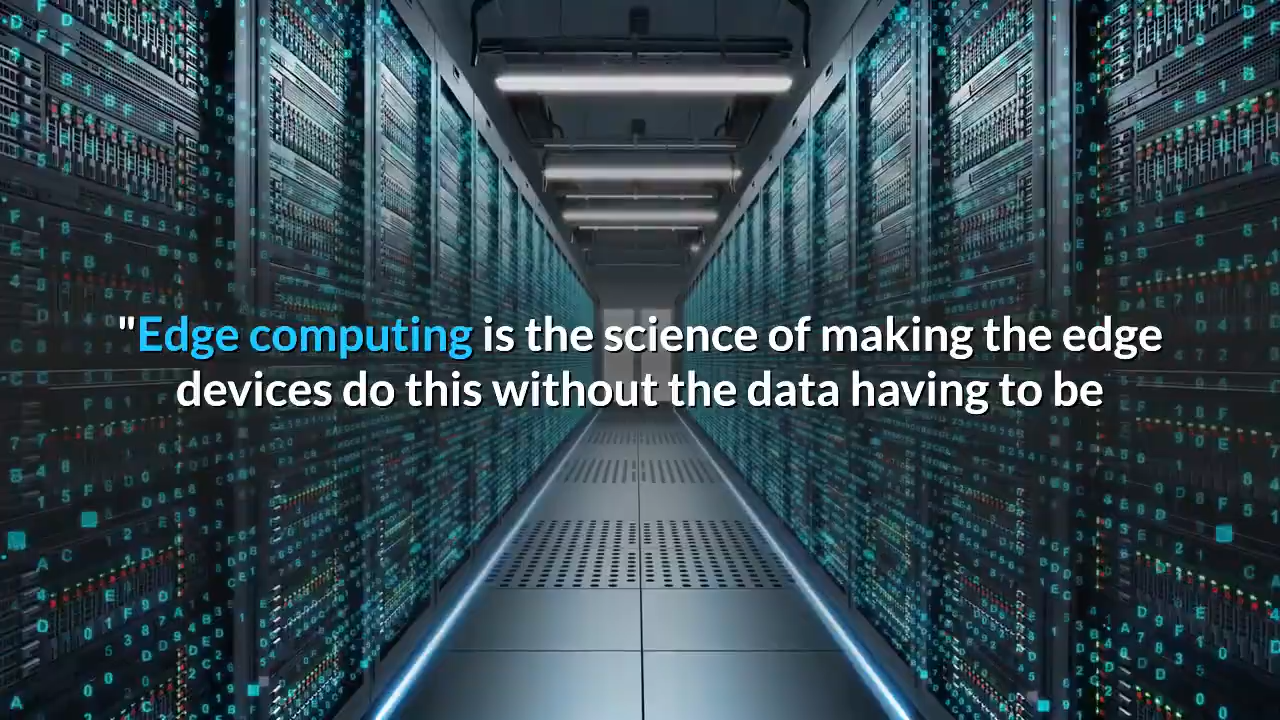 "Edge computing is the science of making the edge
devices do this without the data having to be